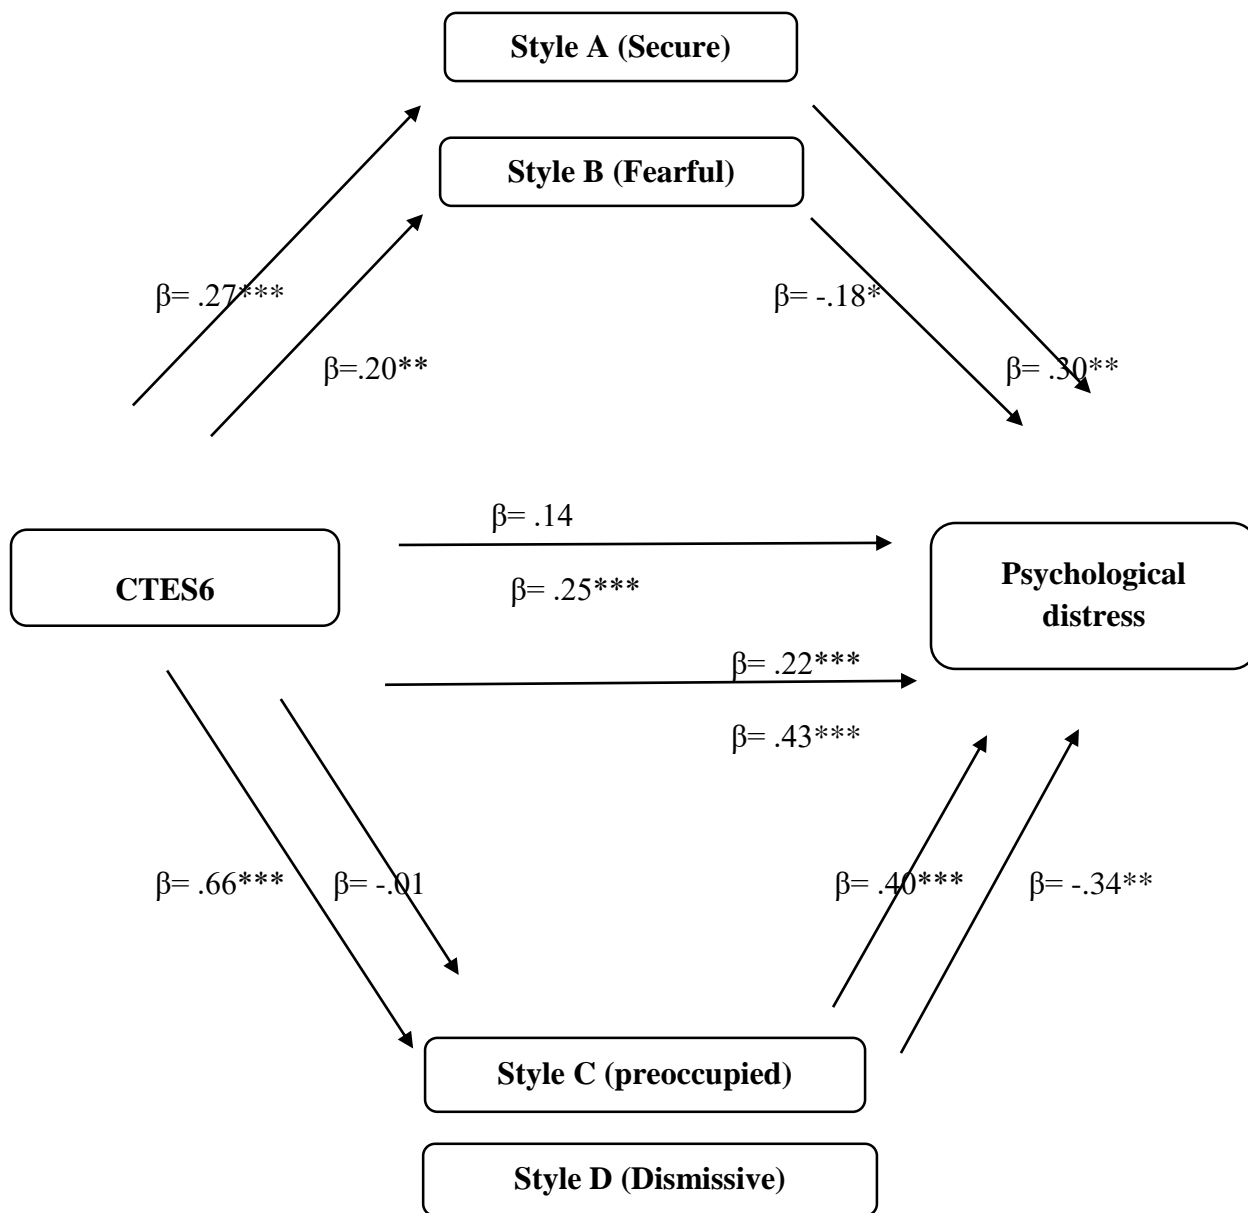 Style A (Secure)
Style B (Fearful)
β= .27***
β= -.18*
β=.20**
β= .30**
β= .14
CTES6
β= .25***
Psychological
distress
β= .22***
β= .43***
β= .66***
β= -.01
β= .40***
β= -.34**
Style C (preoccupied)
Style D (Dismissive)